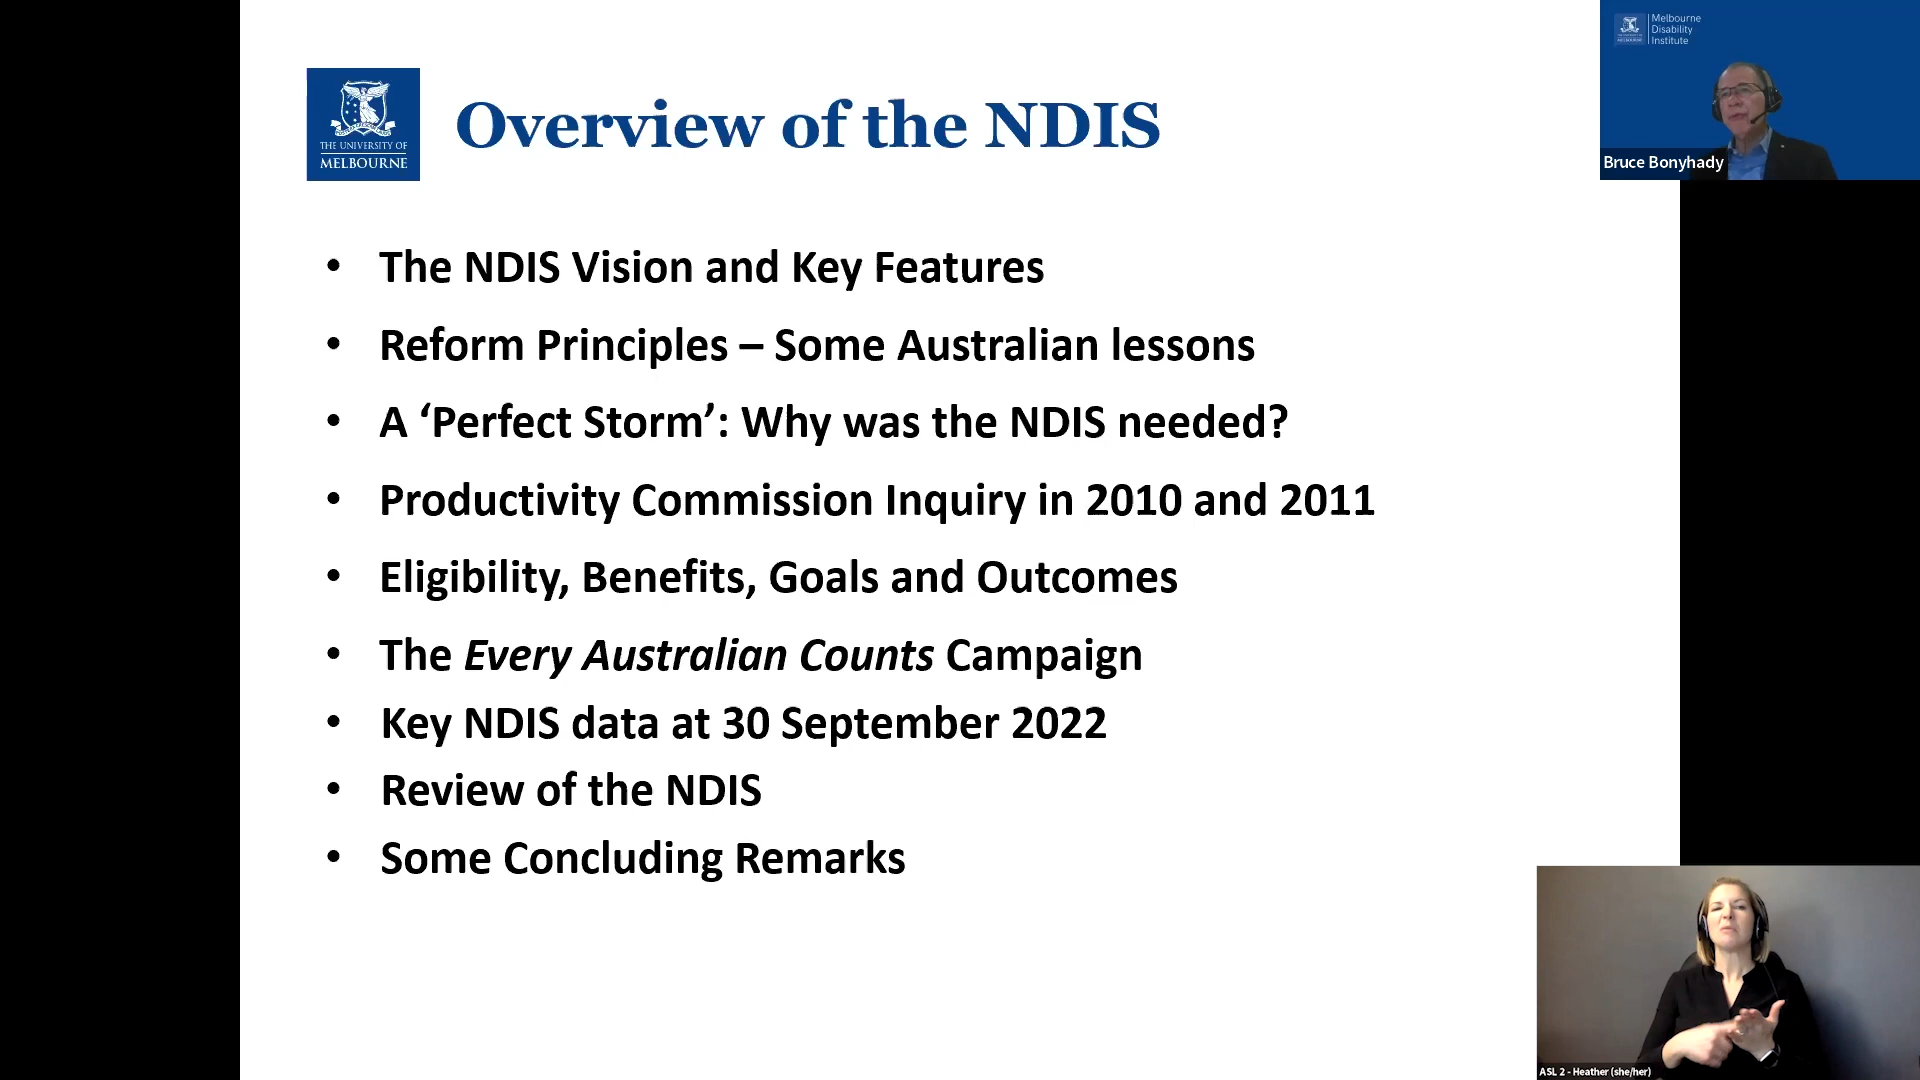 THE UNIVERSITY OF
MELBOURNE
Overview of the NDIS
Melbourne
Disability
Institute
Bruce Bonyhady
• The NDIS Vision and Key Features
• Reform Principles – Some Australian lessons
• A ‘Perfect Storm’: Why was the NDIS needed?
• Productivity Commission Inquiry in 2010 and 2011
• Eligibility, Benefits, Goals and Outcomes
• The Every Australian Counts Campaign
• Key NDIS data at 30 September 2022
• Review of the NDIS
• Some Concluding Remarks
ASL 2 - Heather (she/her)